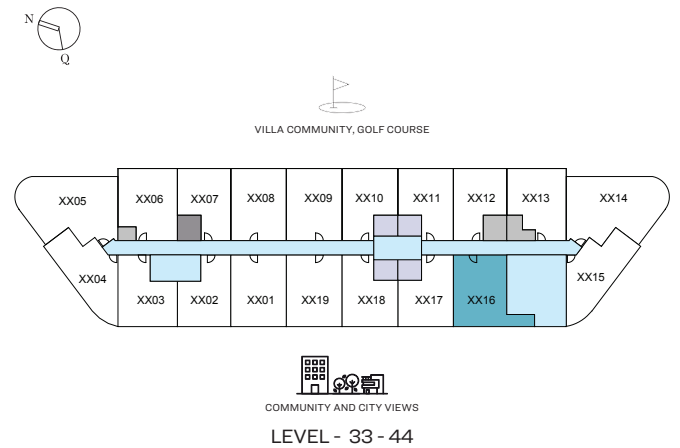 N
Q
VILLA COMMUNITY, GOLF COURSE
XX05 XX06 XX07 XX08 XX09 XX10 XX11 XX12 XX13 XX14
XX04 XX03 XX02 XX01 XX19 XX18 XX17 XX16 XX15
COMMUNITY AND CITY VIEWS
LEVEL - 33 - 44